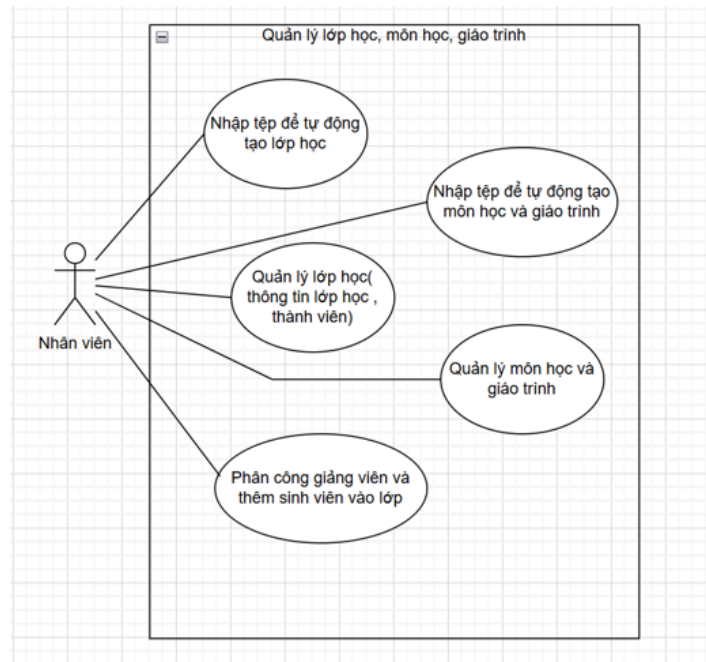 Quản lý lớp học, môn học, giáo trình
Nhập tệp để tự động
tạo lớp học
Nhập tệp để tự động tạo
môn học và giáo trình
Quản lý lớp học(
thông tin lớp học ,
thành viên)
Nhân viên
Quản lý môn học và
giáo trình
Phân công giảng viên và
thêm sinh viên vào lớp